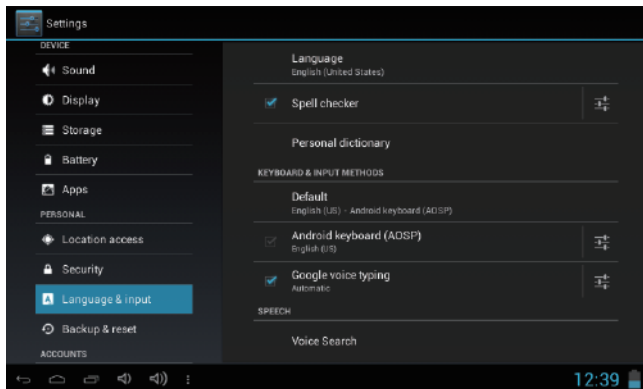 Settings
DEVICE
Sound
Display
Storage
Battery
Apps
PERSONAL
Location access
Security
A Language & input
Backup & reset
ACCOUNTS
Language
English (United States)
Spell checker
Personal dictionary
KEYBOARD & INPUT METHODS
Default
English (US) - Android keyboard (AOSP)
Android keyboard (AOSP)
English (US)
Google voice typing
Automatic
SPEECH
Voice Search
12:39